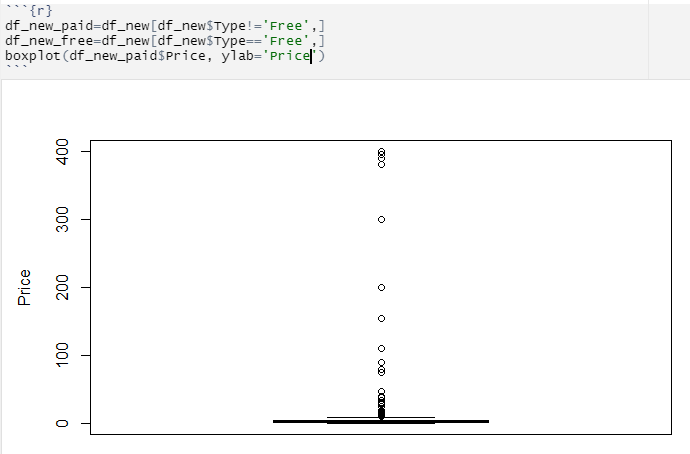 ```{r}
df_new_paid=df_new[df_new$Type!='Free',]
df_new_free=df_new[df_new$Type=='Free',]
boxplot(df_new_paid$Price, ylab='Price')
```
400
300
200
100
0
Price